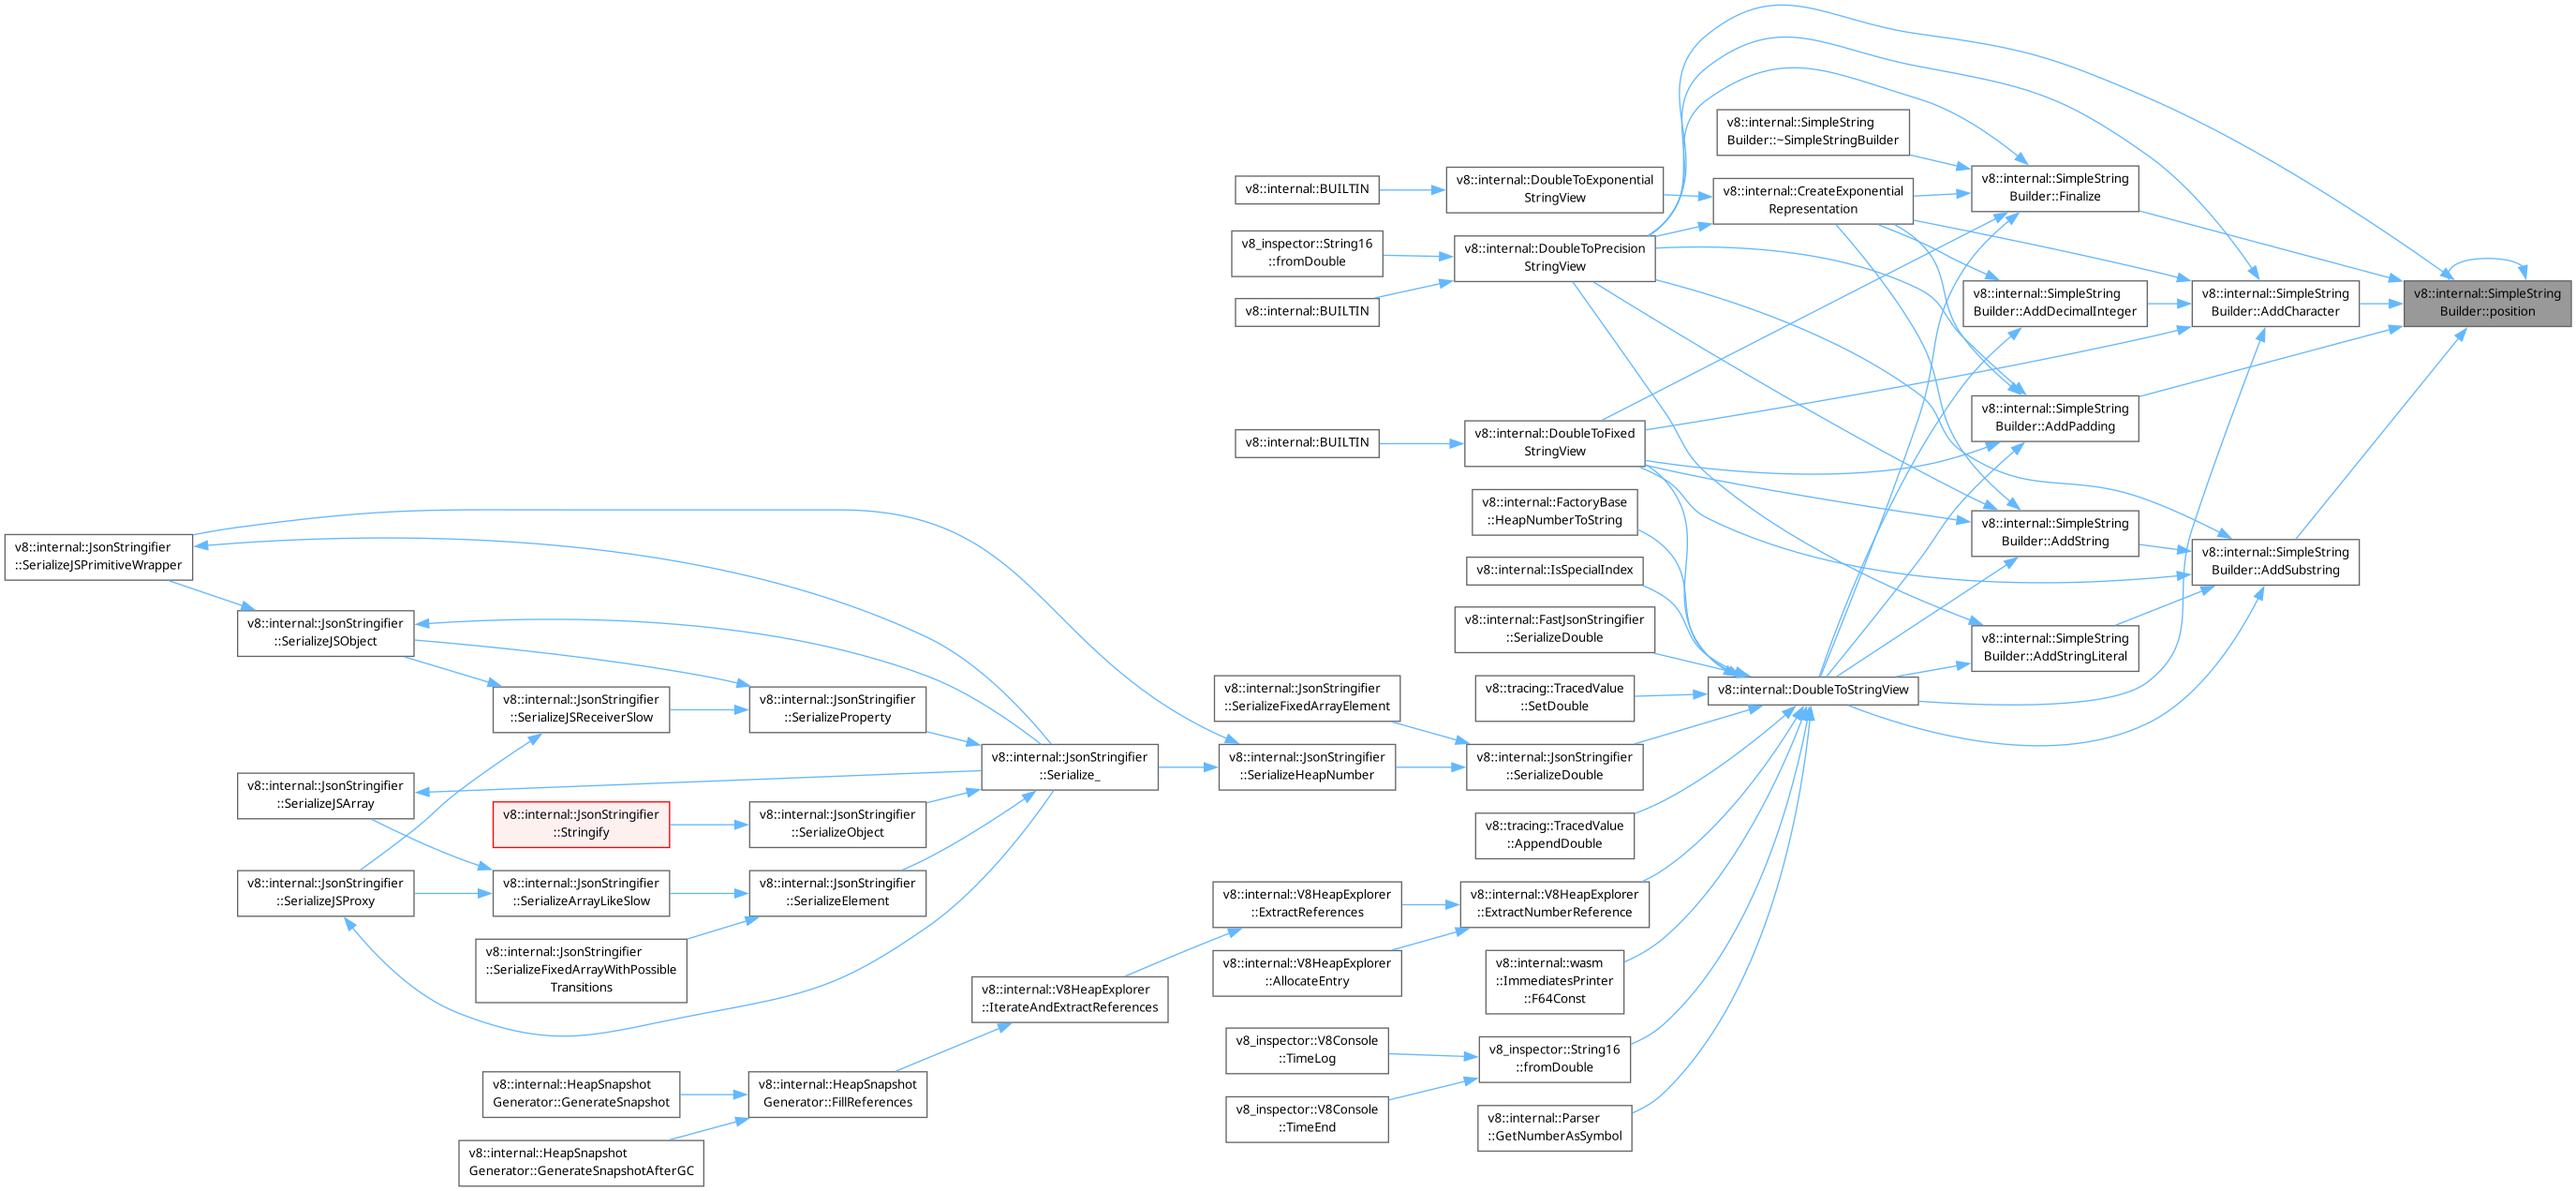 v8::internal::SimpleString
Builder::~SimpleStringBuilder
v8::internal::DoubleToExponential
StringView
v8::internal::BUILTIN
v8::internal::CreateExponential
Representation
v8::internal::SimpleString
Builder::Finalize
v8_inspector::String16
::fromDouble
v8::internal::DoubleToPrecision
StringView
v8::internal::BUILTIN
v8::internal::SimpleString
Builder::AddDecimalInteger
v8::internal::SimpleString
Builder::AddCharacter
v8::internal::SimpleString
Builder::position
v8::internal::BUILTIN
v8::internal::DoubleToFixed
StringView
v8::internal::SimpleString
Builder::AddPadding
v8::internal::FactoryBase
::HeapNumberToString
v8::internal::SimpleString
Builder::AddString
v8::internal::JsonStringifier
::SerializeJSPrimitiveWrapper
v8::internal::IsSpecialIndex
v8::internal::SimpleString
Builder::AddSubstring
v8::internal::JsonStringifier
::SerializeJSObject
v8::internal::FastJsonStringifier
::SerializeDouble
v8::internal::SimpleString
Builder::AddStringLiteral
v8::internal::JsonStringifier
::SerializeJSReceiverSlow
v8::internal::JsonStringifier
::SerializeProperty
v8::internal::JsonStringifier
::SerializeFixedArrayElement
v8::tracing::TracedValue
::SetDouble
v8::internal::DoubleToStringView
v8::internal::JsonStringifier
::Serialize_
v8::internal::JsonStringifier
::SerializeHeapNumber
v8::internal::JsonStringifier
::SerializeDouble
v8::internal::JsonStringifier
::SerializeJSArray
v8::internal::JsonStringifier
::Stringify
v8::internal::JsonStringifier
::SerializeObject
v8::tracing::TracedValue
::AppendDouble
v8::internal::JsonStringifier
::SerializeJSProxy
v8::internal::JsonStringifier
::SerializeArrayLikeSlow
v8::internal::JsonStringifier
::SerializeElement
v8::internal::V8HeapExplorer
::ExtractReferences
v8::internal::V8HeapExplorer
::ExtractNumberReference
v8::internal::JsonStringifier
::SerializeFixedArrayWithPossible
Transitions
v8::internal::V8HeapExplorer
::AllocateEntry
v8::internal::wasm
::ImmediatesPrinter
::F64Const
v8::internal::V8HeapExplorer
::IterateAndExtractReferences
v8_inspector::V8Console
::TimeLog
v8_inspector::String16
::fromDouble
v8::internal::HeapSnapshot
Generator::GenerateSnapshot
v8::internal::HeapSnapshot
Generator::FillReferences
v8_inspector::V8Console
::TimeEnd
v8::internal::Parser
::GetNumberAsSymbol
v8::internal::HeapSnapshot
Generator::GenerateSnapshotAfterGC